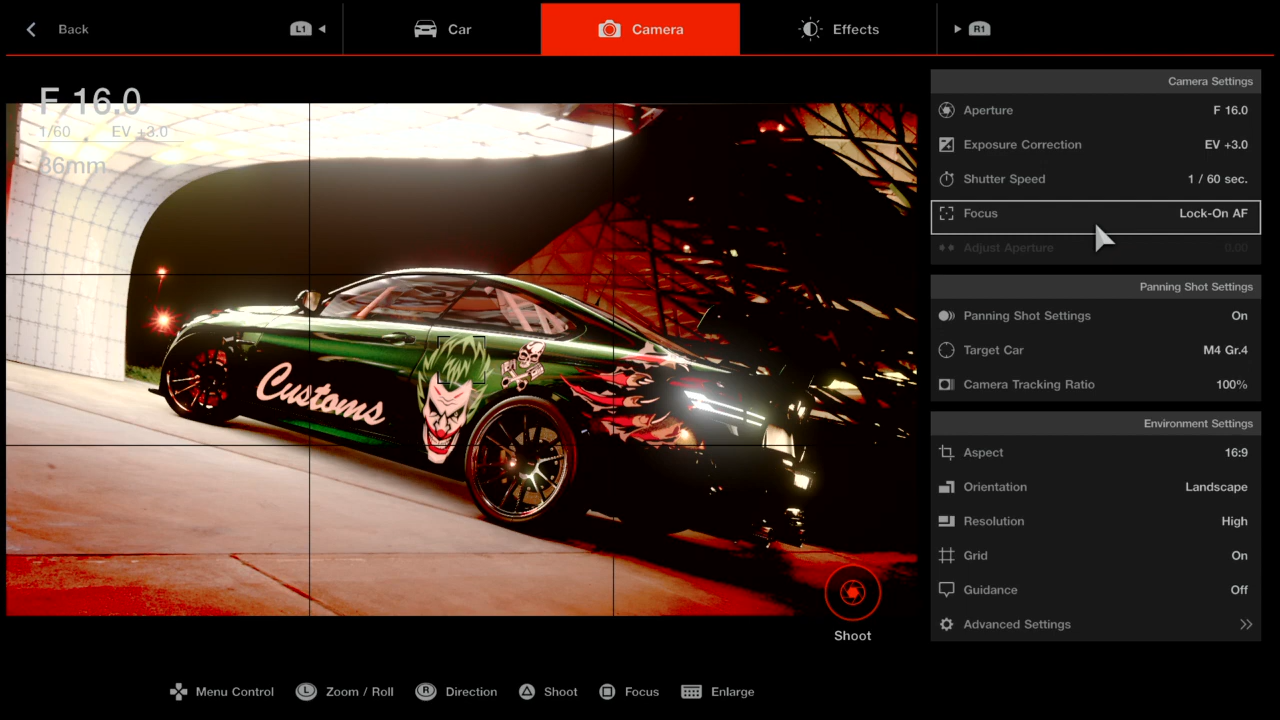 Back
L1
Car
Camera
Effects
R1
F 16.0
1/60 EV +3.0
36mm
Customs
Shoot
Camera Settings
Aperture F 16.0
Exposure Correction EV +3.0
Shutter Speed 1 / 60 sec.
Focus Lock-On AF
Adjust Aperture 0.00
Panning Shot Settings
Panning Shot Settings On
Target Car M4 Gr.4
Camera Tracking Ratio 100%
Environment Settings
Aspect 16:9
Orientation Landscape
Resolution High
Grid On
Guidance Off
Advanced Settings
Menu Control L Zoom / Roll R Direction Shoot Focus Enlarge